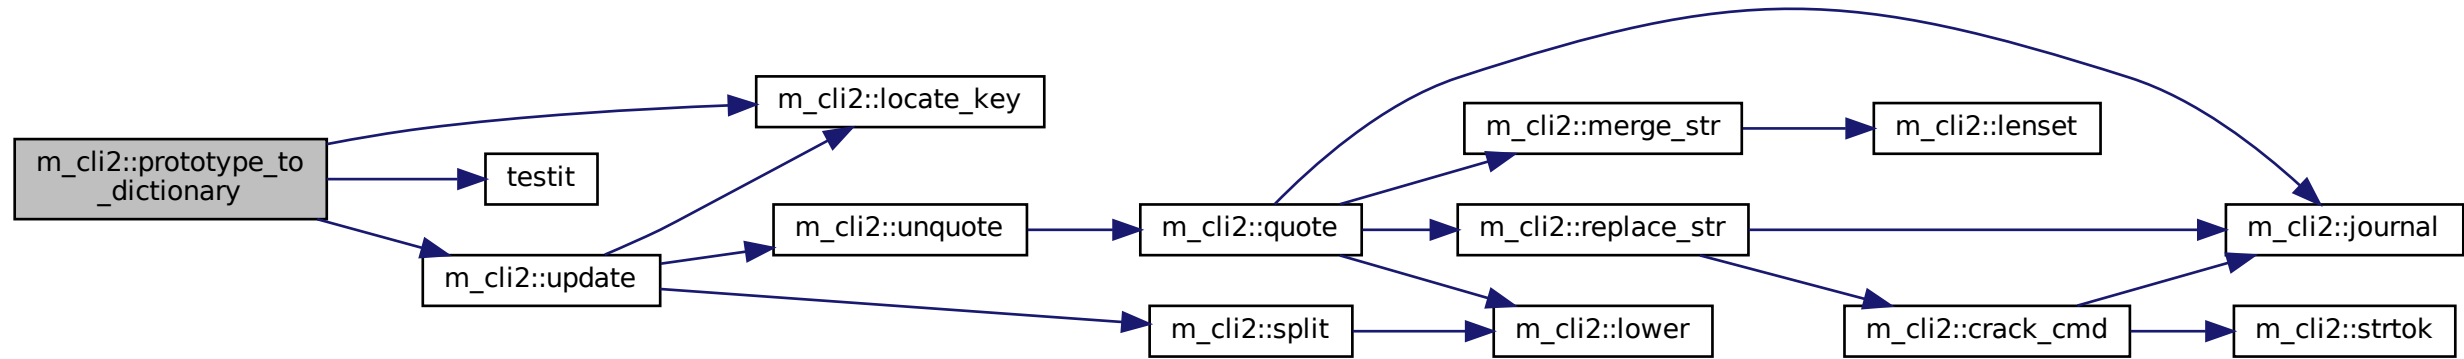 m_cli2::prototype_to
_dictionary
m_cli2::locate_key
testit
m_cli2::update
m_cli2::unquote
m_cli2::split
m_cli2::quote
m_cli2::merge_str
m_cli2::replace_str
m_cli2::lower
m_cli2::lenset
m_cli2::crack_cmd
m_cli2::journal
m_cli2::strtok